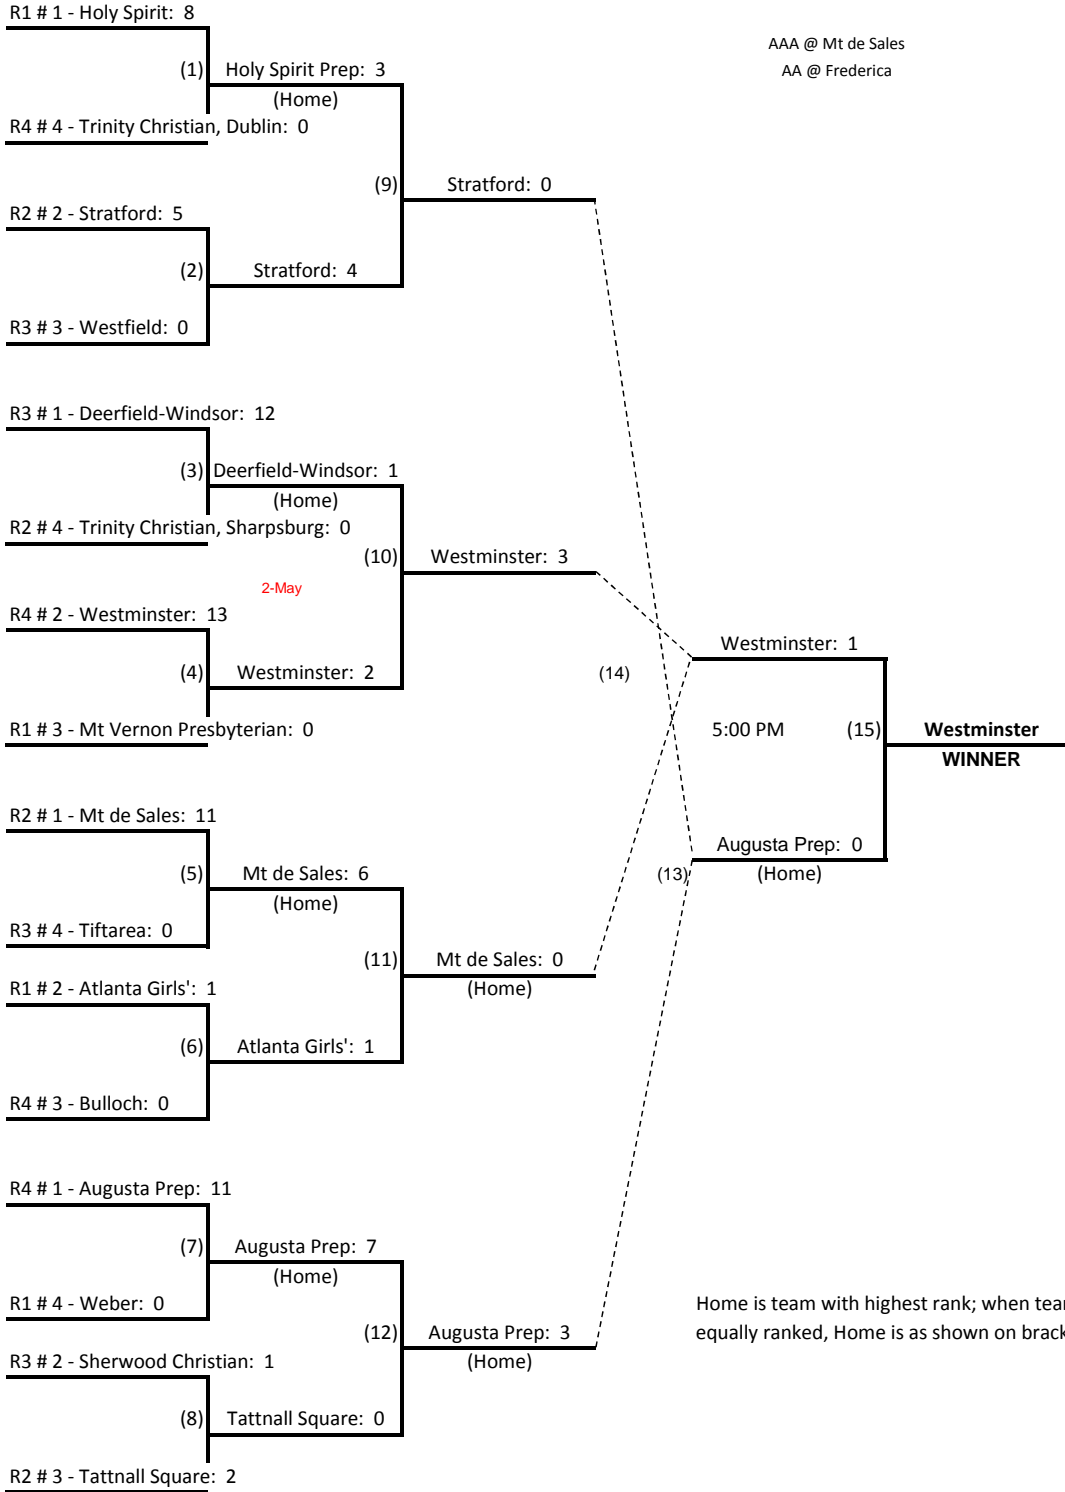 R1 # 1 - Holy Spirit: 8
AAA @ Mt de Sales
(1) Holy Spirit Prep: 3
AA @ Frederica
(Home)
R4 # 4 - Trinity Christian, Dublin: 0
(9) Stratford: 0
R2 # 2 - Stratford: 5
(2) Stratford: 4
R3 # 3 - Westfield: 0
R3 # 1 - Deerfield-Windsor: 12
(3) Deerfield-Windsor: 1
(Home)
R2 # 4 - Trinity Christian, Sharpsburg: 0
(10) Westminster: 3
2-May
R4 # 2 - Westminster: 13
Westminster: 1
(4) Westminster: 2
(14)
R1 # 3 - Mt Vernon Presbyterian: 0
5:00 PM (15) Westminster
WINNER
R2 # 1 - Mt de Sales: 11
Augusta Prep: 0
(5) Mt de Sales: 6
(13) (Home)
(Home)
R3 # 4 - Tiftarea: 0
(11) Mt de Sales: 0
(Home)
R1 # 2 - Atlanta Girls': 1
(6) Atlanta Girls': 1
R4 # 3 - Bulloch: 0
R4 # 1 - Augusta Prep: 11
(7) Augusta Prep: 7
(Home)
R1 # 4 - Weber: 0
Home is team with highest rank; when tear
(12) Augusta Prep: 3
equally ranked, Home is as shown on brack
(Home)
R3 # 2 - Sherwood Christian: 1
(8) Tattnall Square: 0
R2 # 3 - Tattnall Square: 2